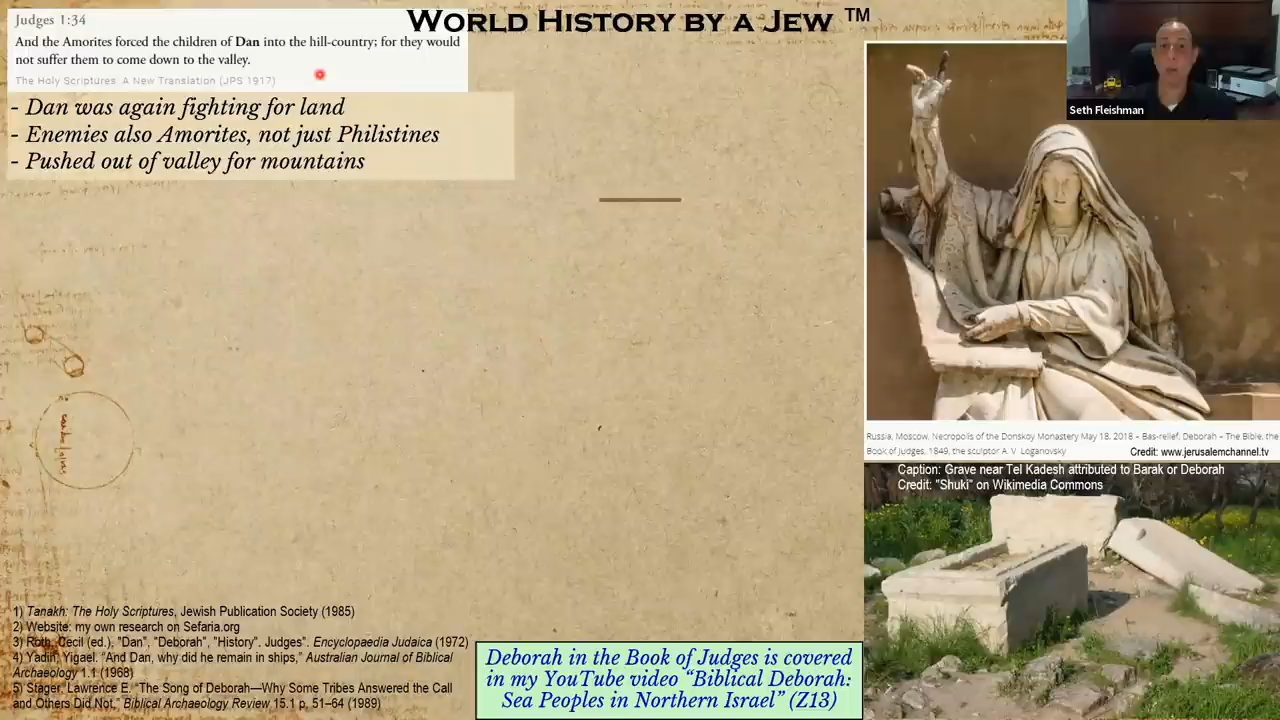 WORLD HISTORY BY A JEW ™
Judges 1:34
And the Amorites forced the children of Dan into the hill-country; for they would
not suffer them to come down to the valley.
The Holy Scriptures: A New Translation (JPS 1917)
- Dan was again fighting for land
- Enemies also Amorites, not just Philistines
- Pushed out of valley for mountains
1) Tanakh: The Holy Scriptures, Jewish Publication Society (1985)
2) Website: my own research on Sefaria.org
3) Roth, Cecil (ed.), "Dan", "Deborah", "History". Judges". Encyclopaedia Judaica (1972)
4) Yadin, Yigael. "And Dan, why did he remain in ships," Australian Journal of Biblical
Archaeology 1.1 (1968)
5) Stager, Lawrence E. "The Song of Deborah—Why Some Tribes Answered the Call
and Others Did Not," Biblical Archaeology Review 15.1 p. 51–64 (1989)
Deborah in the Book of Judges is covered
in my YouTube video “Biblical Deborah:
Sea Peoples in Northern Israel” (Z13)
Seth Fleishman
Russia, Moscow. Necropolis of the Donskoy Monastery May 18, 2018 – Bas-relief, Deborah – The Bible, the
Book of Judges. 1849, the sculptor A. V. Loganovsky
Credit: www.jerusalemchannel.tv
Caption: Grave near Tel Kadesh attributed to Barak or Deborah
Credit: "Shuki" on Wikimedia Commons